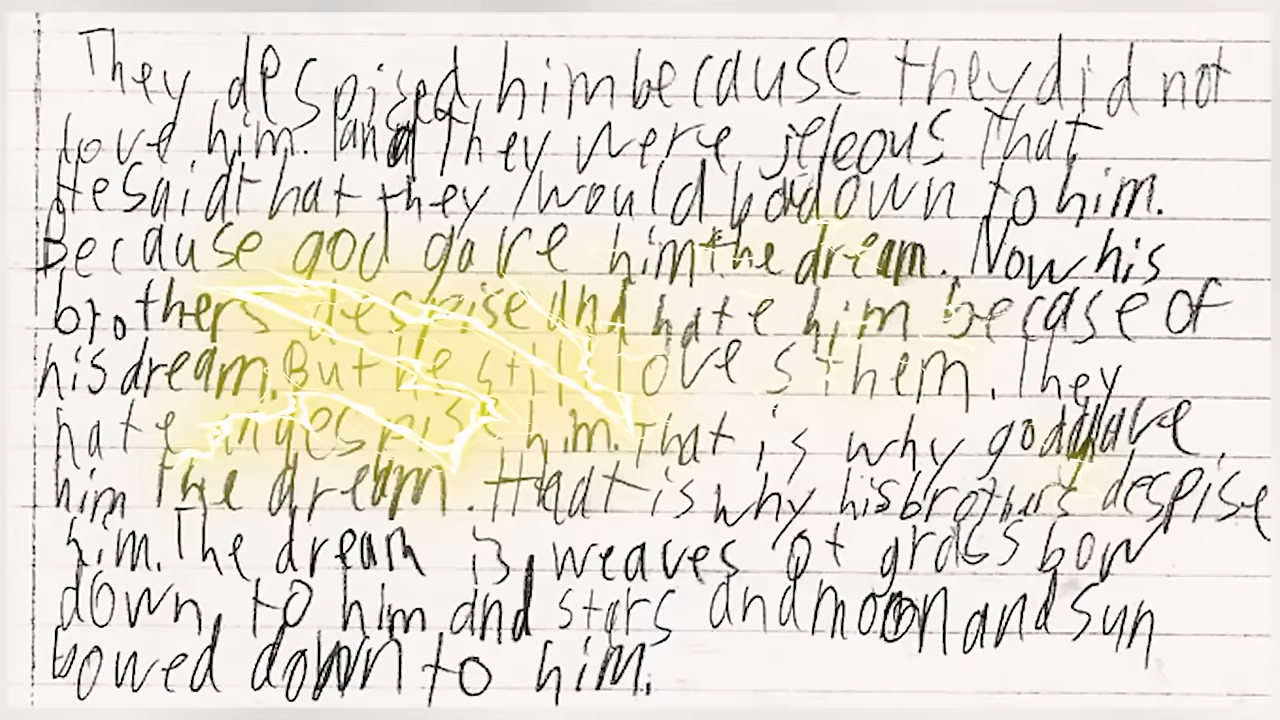 They despised him because they did not
love him. and They were jeleous That
He said that they would bow down to him.
Because god gave him the dream. Now his
brothers despise and hate him becase of
his dream. But he still loves them. They
hate despise him. That is why god gave
him The dream. That is why his brothers despise
him. The dream is weaves of grass bow
down to him and stars and moon and sun
bowed down to him.